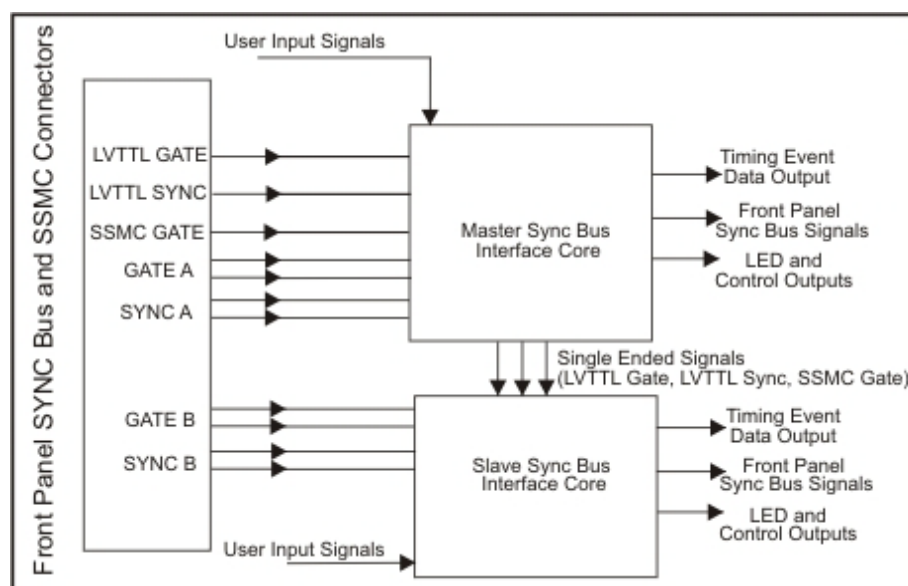 Front Panel SYNC Bus and SSMC Connectors
User Input Signals
LVTTL GATE
LVTTL SYNC
SSMC GATE
GATE A
SYNC A
GATE B
SYNC B
User Input Signals
Master Sync Bus
Interface Core
Timing Event
Data Output
Front Panel
Sync Bus Signals
LED and
Control Outputs
Single Ended Signals
(LVTTL Gate, LVTTL Sync, SSMC Gate)
Slave Sync Bus
Interface Core
Timing Event
Data Output
Front Panel
Sync Bus Signals
LED and
Control Outputs